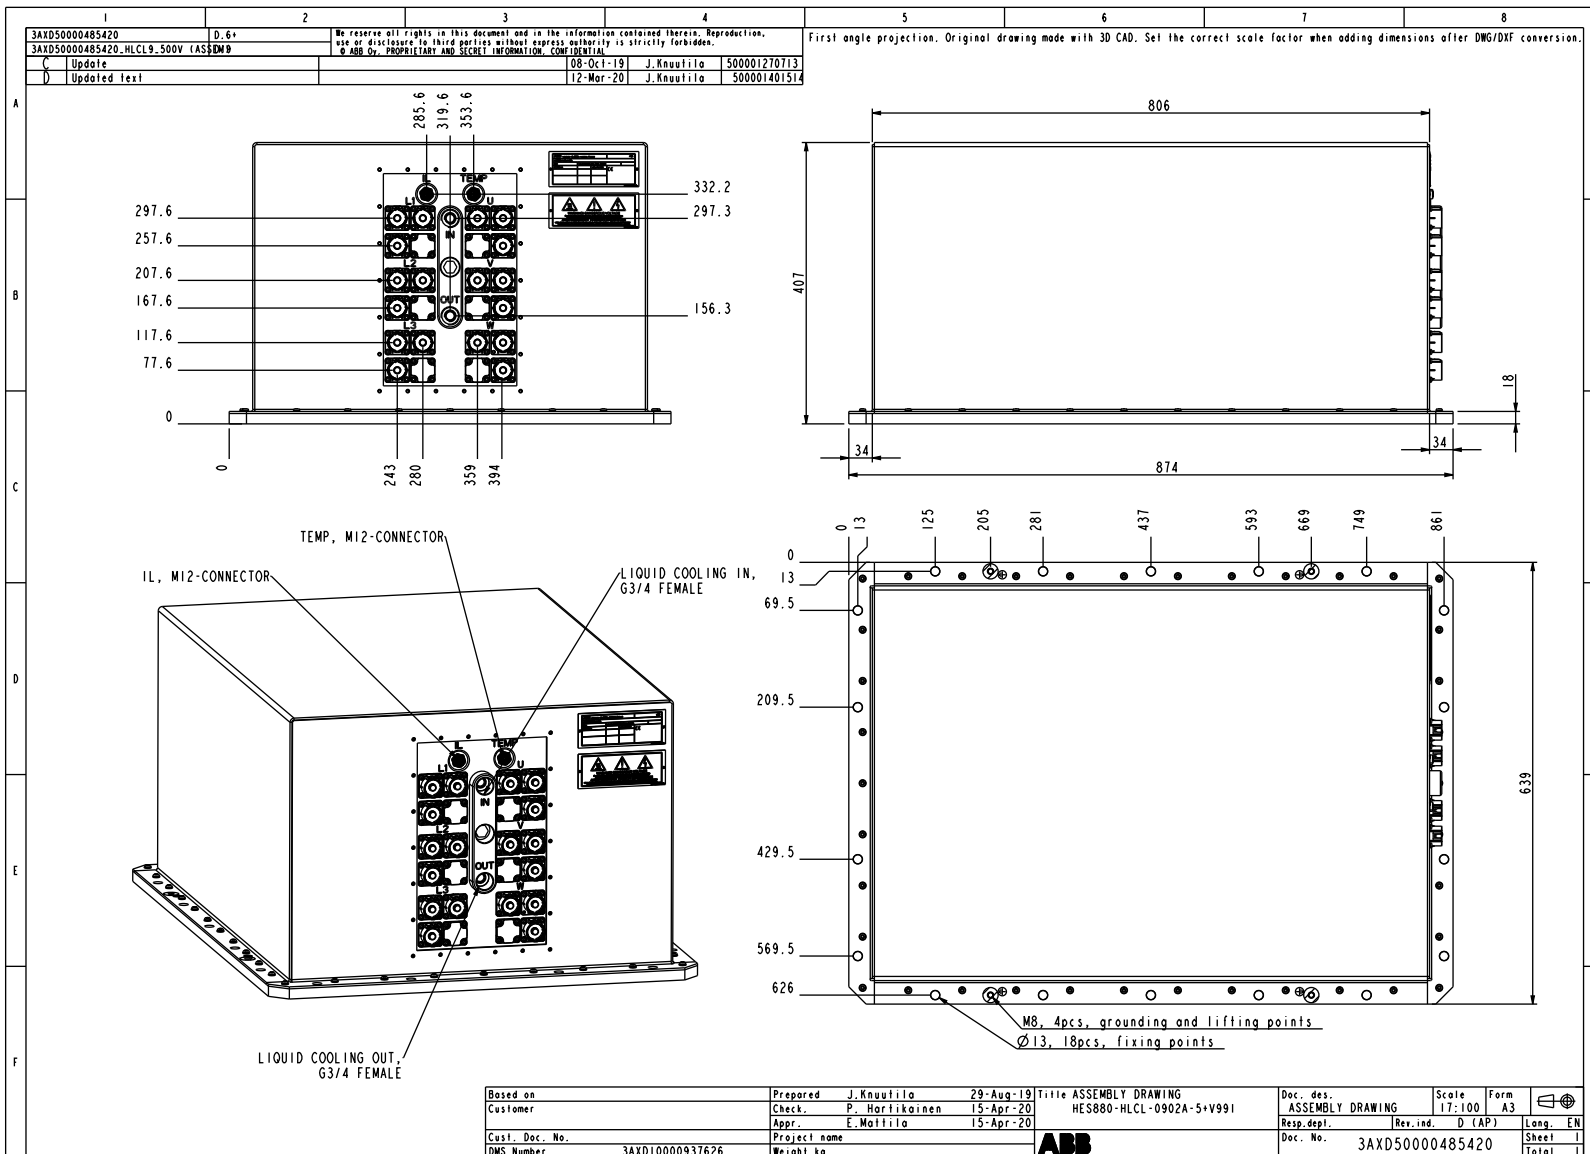 1 2 3 4 5 6 7 8
3AXD50000485420 D.6+
3AXD50000485420_HLCL9_500V (ASSEM
We reserve all rights in this document and in the information contained therein. Reproduction,
use or disclosure to third parties without express authority is strictly forbidden.
© ABB Oy. PROPRIETARY AND SECRET INFORMATION, CONFIDENTIAL
First angle projection. Original drawing made with 3D CAD. Set the correct scale factor when adding dimensions after DWG/DXF conversion.
C Update 08-Oct-19 J.Knuutila 500001270713
D Updated text 12-Mar-20 J.Knuutila 500001401514
A
B
C
D
E
F
285.6
319.6
353.6
IL TEMP
L1 U
IN
L2 V
OUT
L3 W
332.2
297.3
156.3
297.6
257.6
207.6
167.6
117.6
77.6
0
0
243
280
359
394
806
407
18
34
34
874
TEMP, M12-CONNECTOR
IL, M12-CONNECTOR
LIQUID COOLING IN,
G3/4 FEMALE
IL TEMP
L1 U
IN
L2 V
OUT
L3 W
LIQUID COOLING OUT,
G3/4 FEMALE
0
13
125
205
281
437
593
669
749
861
0
13
69.5
209.5
429.5
569.5
626
639
M8, 4pcs, grounding and lifting points
Ø13, 18pcs, fixing points
Based on
Customer
Cust. Doc. No.
DMS Number 3AXD10000937626
Prepared J.Knuutila 29-Aug-19
Check. P. Hartikainen 15-Apr-20
Appr. E.Mattila 15-Apr-20
Project name
Weight kg
Title ASSEMBLY DRAWING
HES880-HLCL-0902A-5+V991
ABB
Doc. des.
ASSEMBLY DRAWING
Scale
17:100
Form
A3
Resp.dept. Rev.ind. D (AP) Lang. EN
Doc. No. 3AXD50000485420
Sheet 1
Total 1